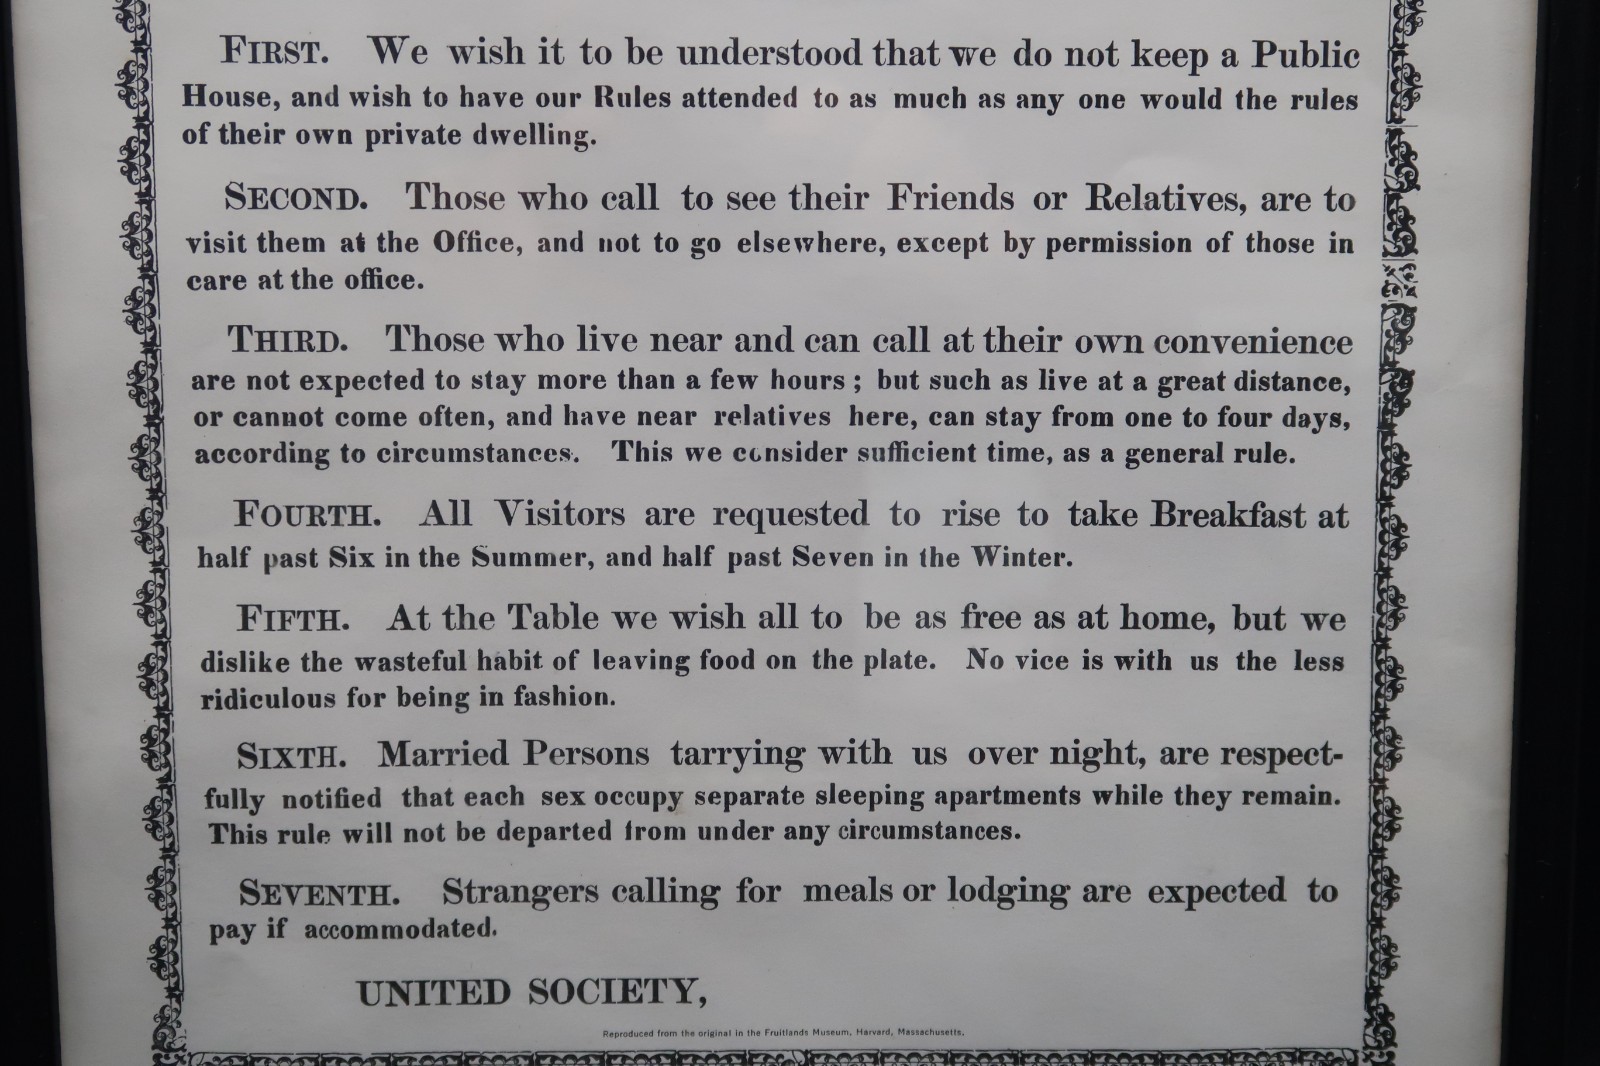 FIRST. We wish it to be understood that we do not keep a Public
House, and wish to have our Rules attended to as much as any one would the rules
of their own private dwelling.
SECOND. Those who call to see their Friends or Relatives, are to
visit them at the Office, and not to go elsewhere, except by permission of those in
care at the office.
THIRD. Those who live near and can call at their own convenience
are not expected to stay more than a few hours; but such as live at a great distance,
or cannot come often, and have near relatives here, can stay from one to four days,
according to circumstances. This we consider sufficient time, as a general rule.
FOURTH. All Visitors are requested to rise to take Breakfast at
half past Six in the Summer, and half past Seven in the Winter.
FIFTH. At the Table we wish all to be as free as at home, but we
dislike the wasteful habit of leaving food on the plate. No vice is with us the less
ridiculous for being in fashion.
SIXTH. Married Persons tarrying with us over night, are respect-
fully notified that each sex occupy separate sleeping apartments while they remain.
This rule will not be departed from under any circumstances.
SEVENTH. Strangers calling for meals or lodging are expected to
pay if accommodated.
UNITED SOCIETY,
Reproduced from the original in the Fruitlands Museum, Harvard, Massachusetts.